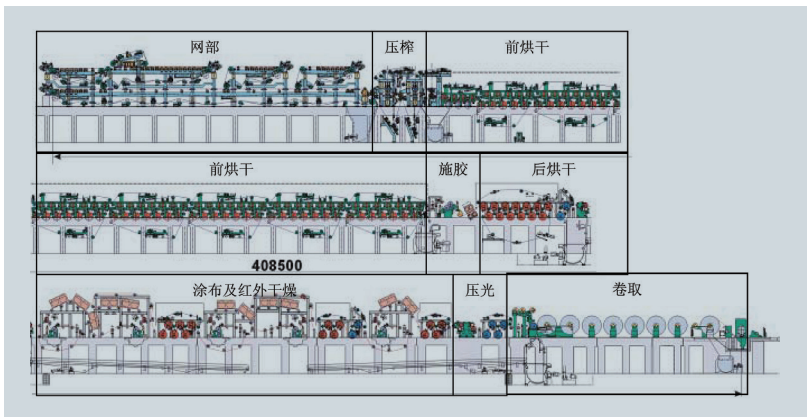 网部
压榨
前烘干
前烘干
施胶
后烘干
408500
涂布及红外干燥
压光
卷取